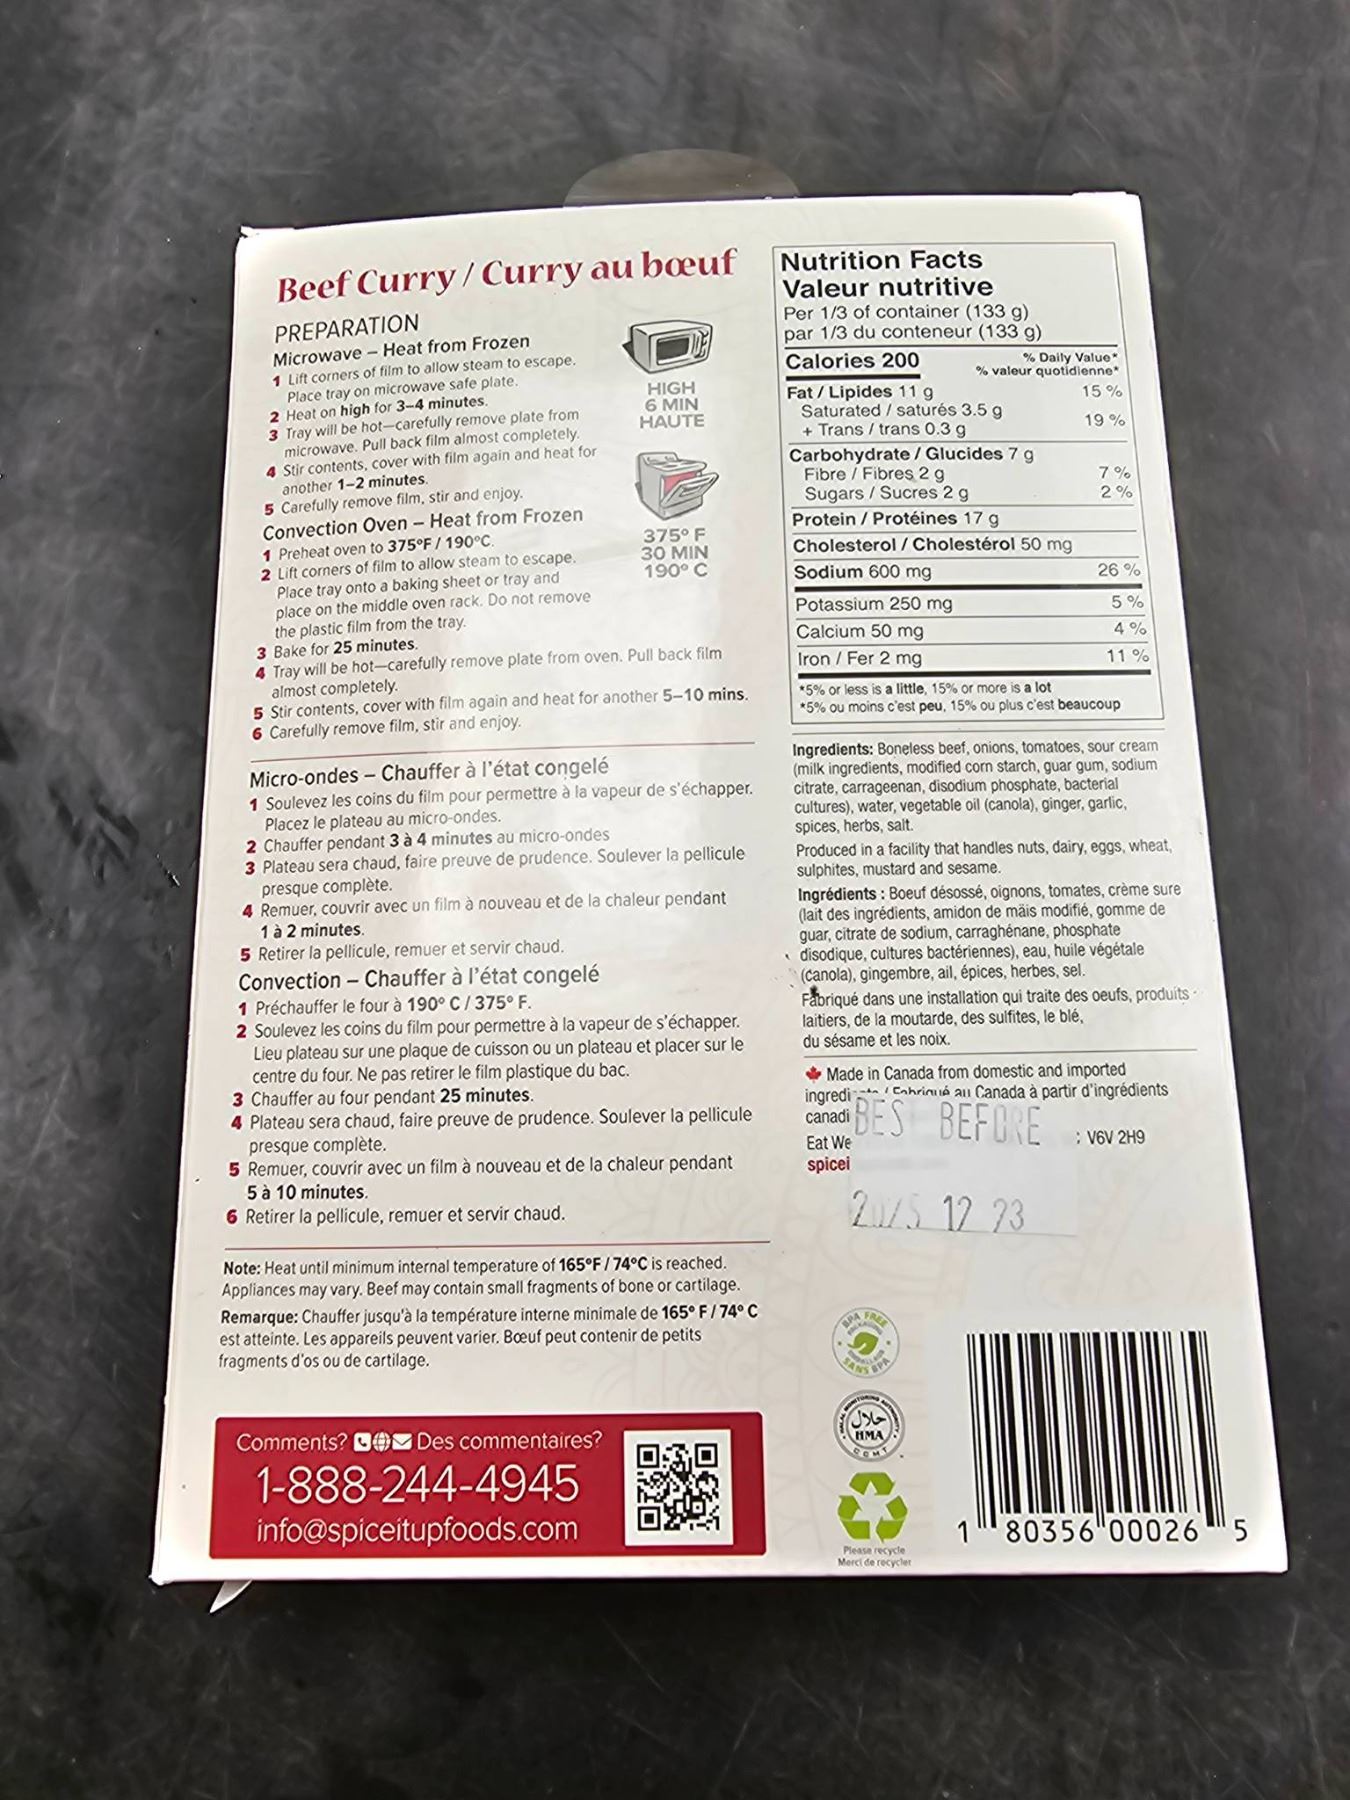 Beef Curry / Curry au bœuf
PREPARATION
Microwave – Heat from Frozen
1 Lift corners of film to allow steam to escape.
Place tray on microwave safe plate.
2 Heat on high for 3–4 minutes.
3 Tray will be hot—carefully remove plate from
microwave. Pull back film almost completely.
4 Stir contents, cover with film again and heat for
another 1–2 minutes.
5 Carefully remove film, stir and enjoy.
HIGH
6 MIN
HAUTE
Convection Oven – Heat from Frozen
1 Preheat oven to 375°F / 190°C.
2 Lift corners of film to allow steam to escape.
Place tray onto a baking sheet or tray and
place on the middle oven rack. Do not remove
the plastic film from the tray.
3 Bake for 25 minutes.
4 Tray will be hot—carefully remove plate from oven. Pull back film
almost completely.
5 Stir contents, cover with film again and heat for another 5–10 mins.
6 Carefully remove film, stir and enjoy.
375° F
30 MIN
190° C
Micro-ondes – Chauffer à l'état congelé
1 Soulevez les coins du film pour permettre à la vapeur de s'échapper.
Placez le plateau au micro-ondes.
2 Chauffer pendant 3 à 4 minutes au micro-ondes
3 Plateau sera chaud, faire preuve de prudence. Soulever la pellicule
presque complète.
4 Remuer, couvrir avec un film à nouveau et de la chaleur pendant
1 à 2 minutes.
5 Retirer la pellicule, remuer et servir chaud.
Convection – Chauffer à l'état congelé
1 Préchauffer le four à 190° C / 375° F.
2 Soulevez les coins du film pour permettre à la vapeur de s'échapper.
Lieu plateau sur une plaque de cuisson ou un plateau et placer sur le
centre du four. Ne pas retirer le film plastique du bac.
3 Chauffer au four pendant 25 minutes.
4 Plateau sera chaud, faire preuve de prudence. Soulever la pellicule
presque complète.
5 Remuer, couvrir avec un film à nouveau et de la chaleur pendant
5 à 10 minutes.
6 Retirer la pellicule, remuer et servir chaud.
Note: Heat until minimum internal temperature of 165°F / 74°C is reached.
Appliances may vary. Beef may contain small fragments of bone or cartilage.
Remarque: Chauffer jusqu'à la température interne minimale de 165° F / 74° C
est atteinte. Les appareils peuvent varier. Bœuf peut contenir de petits
fragments d'os ou de cartilage.
Comments? Des commentaires?
1-888-244-4945
info@spiceitupfoods.com
Nutrition Facts
Valeur nutritive
Per 1/3 of container (133 g)
par 1/3 du conteneur (133 g)
Calories 200
% Daily Value*
% valeur quotidienne*
Fat / Lipides 11 g 15 %
Saturated / saturés 3.5 g
+ Trans / trans 0.3 g 19 %
Carbohydrate / Glucides 7 g
Fibre / Fibres 2 g 7 %
Sugars / Sucres 2 g 2 %
Protein / Protéines 17 g
Cholesterol / Cholestérol 50 mg
Sodium 600 mg 26 %
Potassium 250 mg 5 %
Calcium 50 mg 4 %
Iron / Fer 2 mg 11 %
*5% or less is a little, 15% or more is a lot
*5% ou moins c'est peu, 15% ou plus c'est beaucoup
Ingredients: Boneless beef, onions, tomatoes, sour cream
(milk ingredients, modified corn starch, guar gum, sodium
citrate, carrageenan, disodium phosphate, bacterial
cultures), water, vegetable oil (canola), ginger, garlic,
spices, herbs, salt.
Produced in a facility that handles nuts, dairy, eggs, wheat,
sulphites, mustard and sesame.
Ingrédients : Boeuf désossé, oignons, tomates, crème sure
(lait des ingrédients, amidon de mäis modifié, gomme de
guar, citrate de sodium, carraghénane, phosphate
disodique, cultures bactériennes), eau, huile végétale
(canola), gingembre, ail, épices, herbes, sel.
Fabriqué dans une installation qui traite des oeufs, produits
laitiers, de la moutarde, des sulfites, le blé,
du sésame et les noix.
Made in Canada from domestic and imported
ingredi / Fabriqué au Canada à partir d'ingrédients
canadi
Eat We : V6V 2H9
spicei
BEST BEFORE
2025 12 23
BPA FREE
SANS BPA
حلال
HMA
Please recycle
Merci de recycler
1 80356 00026 5